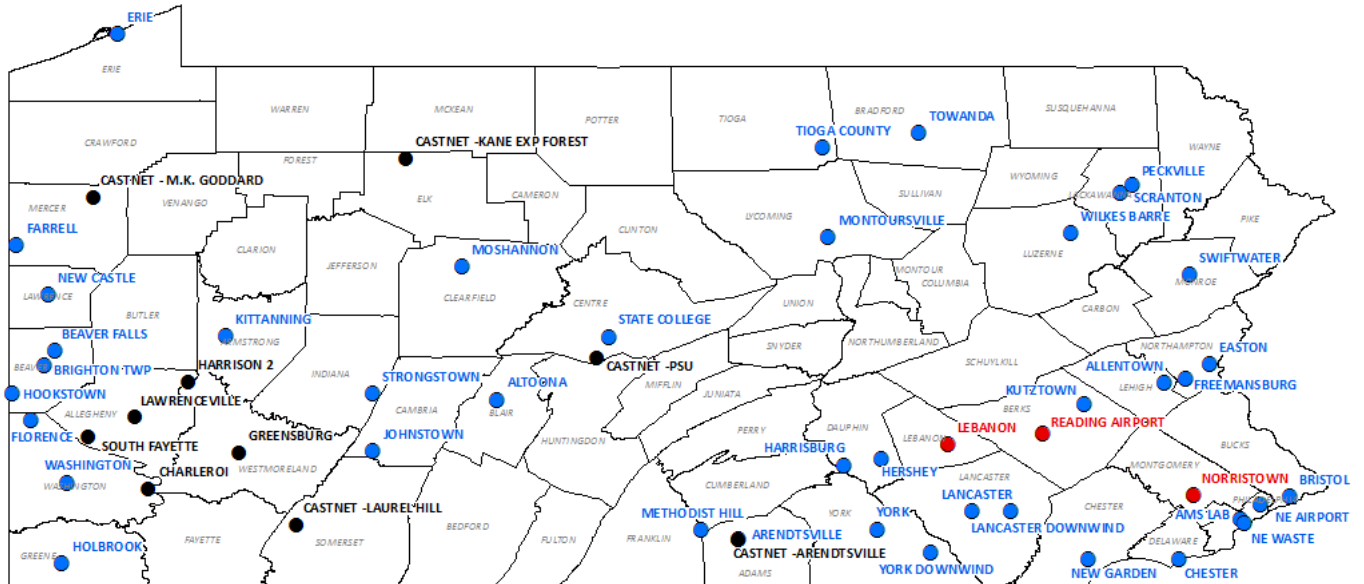 ERIE
ERIE
WARREN
MCKEAN
POTTER
TIOGA
BRADFORD
TOWANDA
SUSQUEHANNA
TIOGA COUNTY
CRAWFORD
CASTNET -KANE EXP FOREST
WAYNE
FOREST
PECKVILLE
CASTNET - M.K. GODDARD
WYOMING
LACKAWANNA
SCRANTON
MERCER
VENANGO
ELK
CAMERON
SULLIVAN
LYCOMING
MONTOURSVILLE
WILKES BARRE
PIKE
FARRELL
CLINTON
CLARION
JEFFERSON
MOSHANNON
LUZERNE
SWIFTWATER
NEW CASTLE
MONTOUR
COLUMBIA
MONROE
LAWRENCE
CLEARFIELD
CENTRE
UNION
CARBON
BUTLER
KITTANNING
STATE COLLEGE
BEAVER FALLS
ARMSTRONG
SNYDER
NORTHUMBERLAND
NORTHAMPTON
EASTON
BEAVER
BRIGHTON TWP
HARRISON 2
CASTNET -PSU
SCHUYLKILL
ALLENTOWN
INDIANA
STRONGSTOWN
ALTOONA
MIFFLIN
LEHIGH
FREEMANSBURG
HOOKSTOWN
LAWRENCEVILLE
JUNIATA
KUTZTOWN
ALLEGHENY
CAMBRIA
BLAIR
BERKS
FLORENCE
GREENSBURG
JOHNSTOWN
PERRY
DAUPHIN
LEBANON
READING AIRPORT
SOUTH FAYETTE
HUNTINGDON
HARRISBURG
LEBANON
BUCKS
WASHINGTON
CHARLEROI
WESTMORELAND
HERSHEY
MONTGOMERY
WASHINGTON
CUMBERLAND
LANCASTER
NORRISTOWN
BRISTOL
CASTNET -LAUREL HILL
LANCASTER
CHESTER
METHODIST HILL
YORK
YORK
LANCASTER DOWNWIND
AMS LAB
NE AIRPORT
BEDFORD
ARENDTSVILLE
NE WASTE
FAYETTE
SOMERSET
FULTON
FRANKLIN
DELAWARE
HOLBROOK
GREENE
CASTNET -ARENDTSVILLE
YORK DOWNWIND
NEW GARDEN
CHESTER
ADAMS